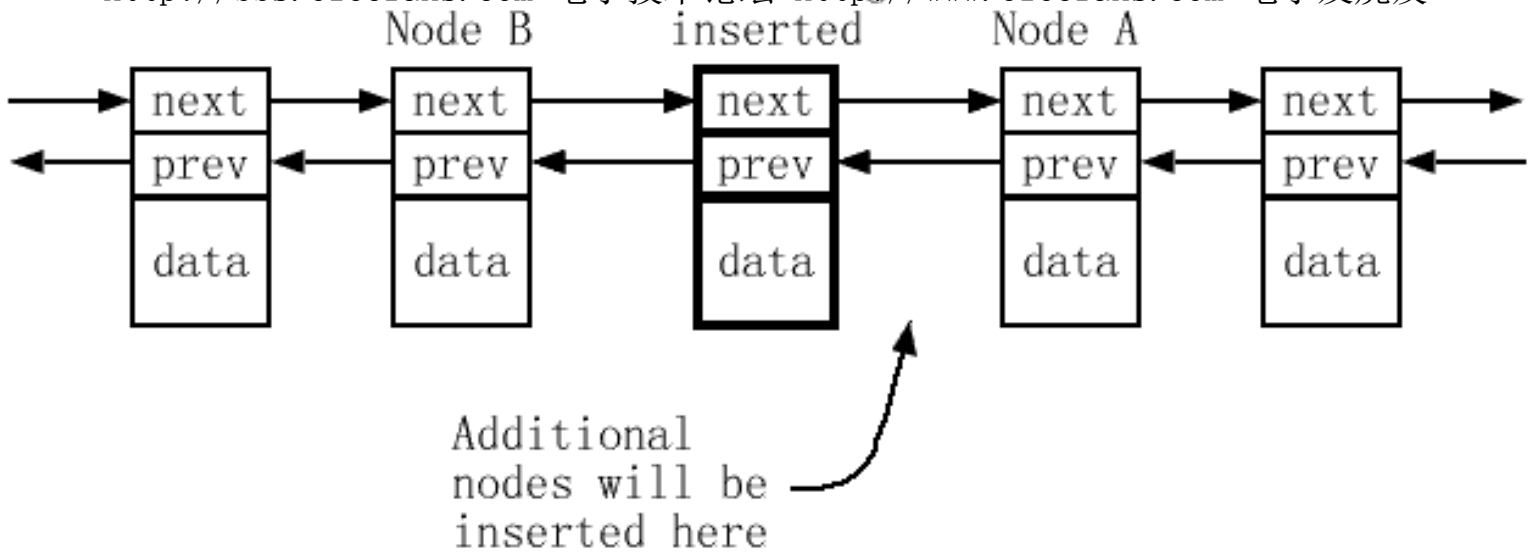 Node B inserted Node A
next next next next next
prev prev prev prev prev
data data data data data
Additional
nodes will be
inserted here